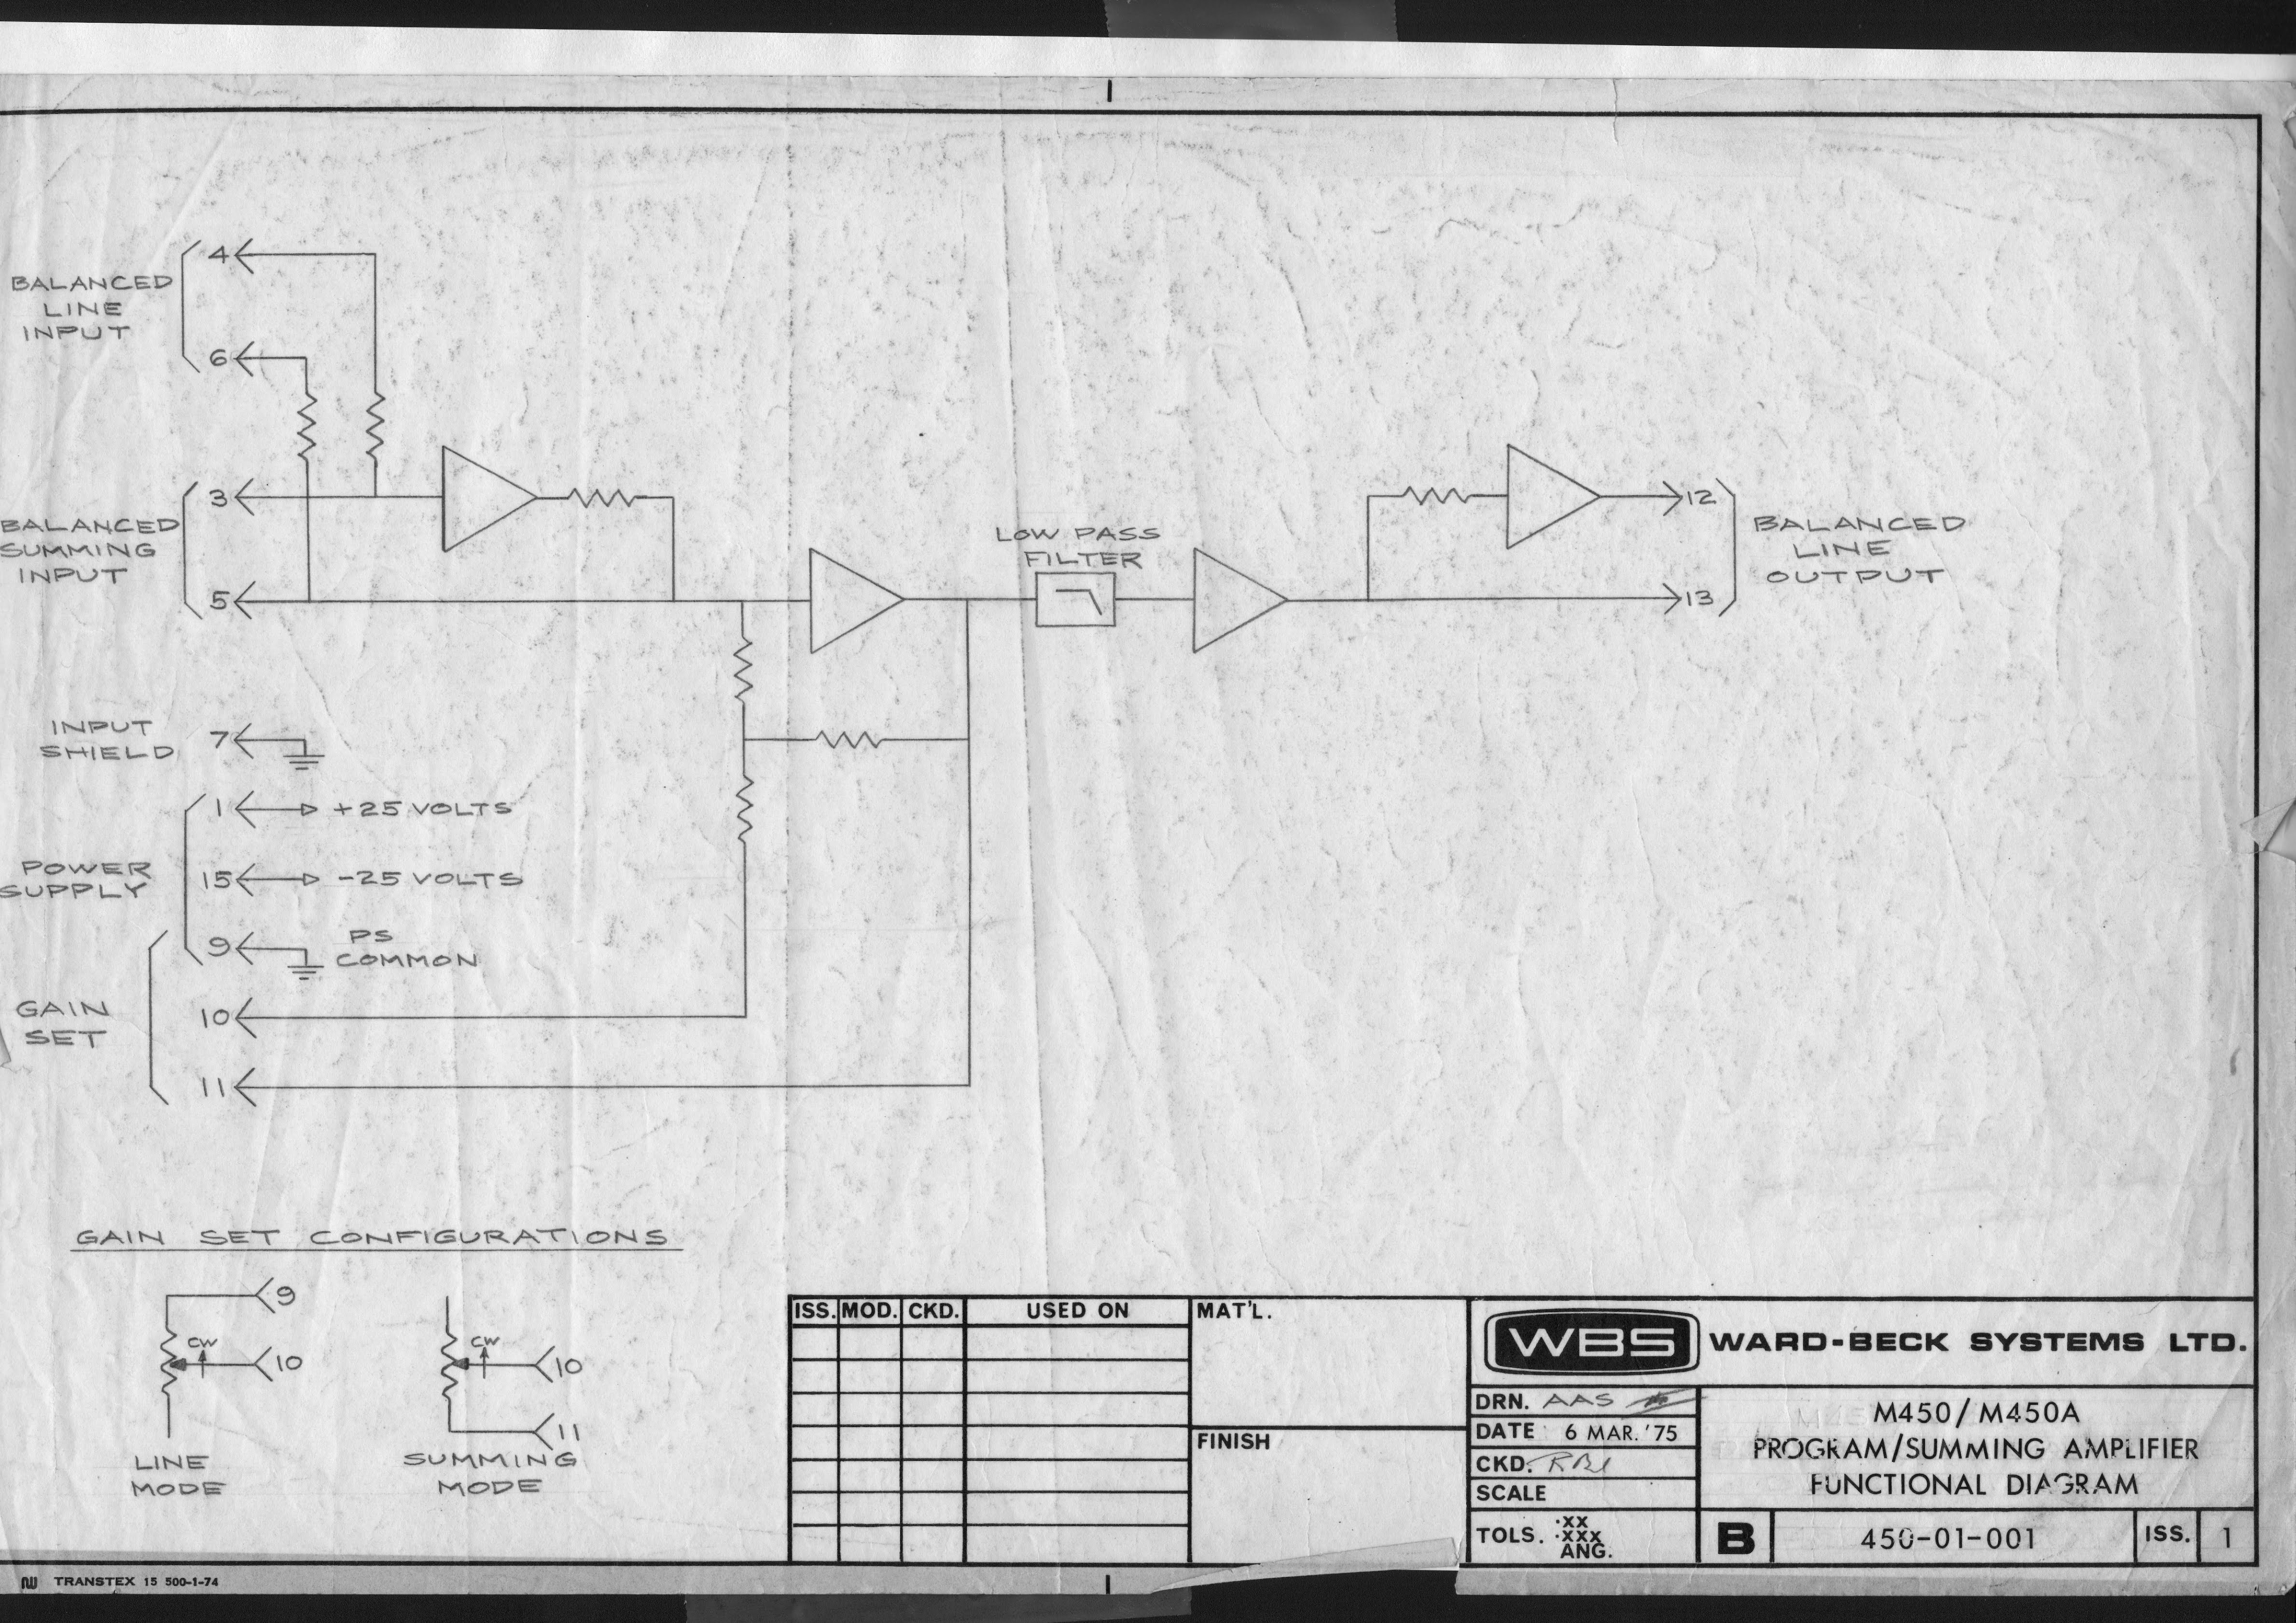 4
BALANCED
LINE
INPUT
6
3
BALANCED
SUMMING
INPUT
5
LOW PASS
FILTER
12
BALANCED
LINE
OUTPUT
13
INPUT
SHIELD
7
1 +25 VOLTS
POWER
SUPPLY
15 -25 VOLTS
9 PS
COMMON
GAIN
SET
10
11
GAIN SET CONFIGURATIONS
9
CW
10
LINE
MODE
CW
10
11
SUMMING
MODE
ISS. MOD. CKD. USED ON
MAT'L.
FINISH
WBS WARD-BECK SYSTEMS LTD.
DRN. AAS
DATE 6 MAR. '75
CKD.
SCALE
TOLS. .XX
.XXX
ANG.
M450/M450A
PROGRAM/SUMMING AMPLIFIER
FUNCTIONAL DIAGRAM
B 450-01-001 ISS. 1
TRANSTEX 15 500-1-74